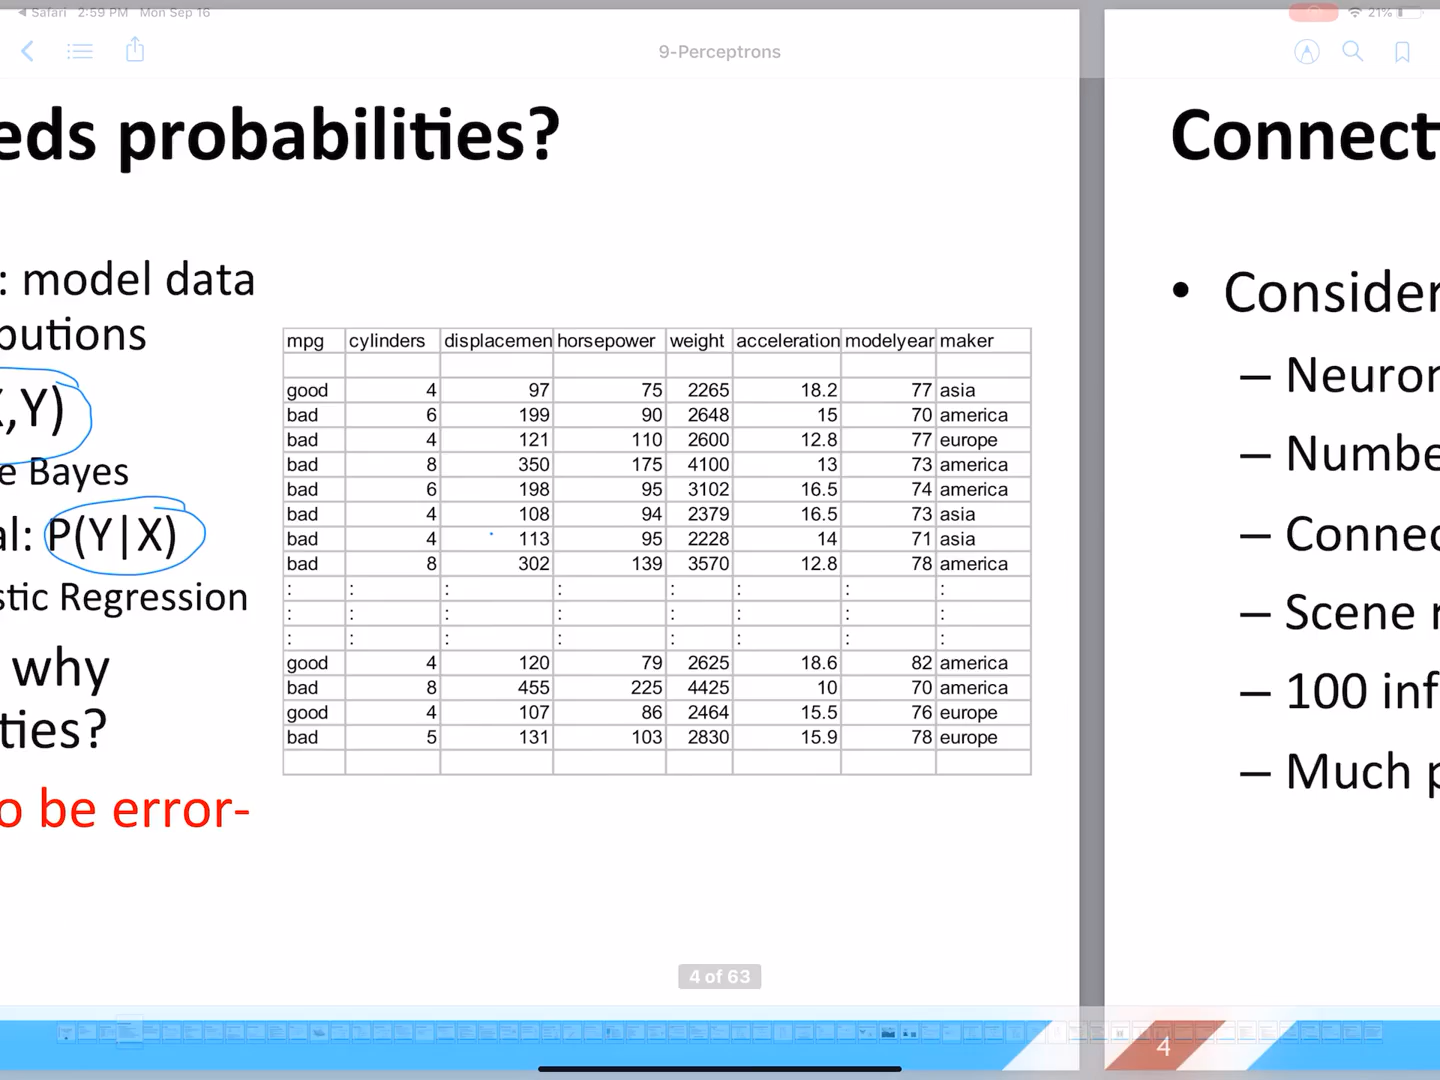 Safari 2:59 PM Mon Sep 16
21%
9-Perceptrons
eds probabilities?
: model data
butions
X,Y)
e Bayes
al: P(Y|X)
stic Regression
why
ties?
o be error-
mpg cylinders displacemen horsepower weight acceleration modelyear maker
good 4 97 75 2265 18.2 77 asia
bad 6 199 90 2648 15 70 america
bad 4 121 110 2600 12.8 77 europe
bad 8 350 175 4100 13 73 america
bad 6 198 95 3102 16.5 74 america
bad 4 108 94 2379 16.5 73 asia
bad 4 113 95 2228 14 71 asia
bad 8 302 139 3570 12.8 78 america
: : : : : : : :
: : : : : : : :
: : : : : : : :
good 4 120 79 2625 18.6 82 america
bad 8 455 225 4425 10 70 america
good 4 107 86 2464 15.5 76 europe
bad 5 131 103 2830 15.9 78 europe
4 of 63
Connect
• Consider
– Neuron
– Numbe
– Connec
– Scene r
– 100 inf
– Much p
4